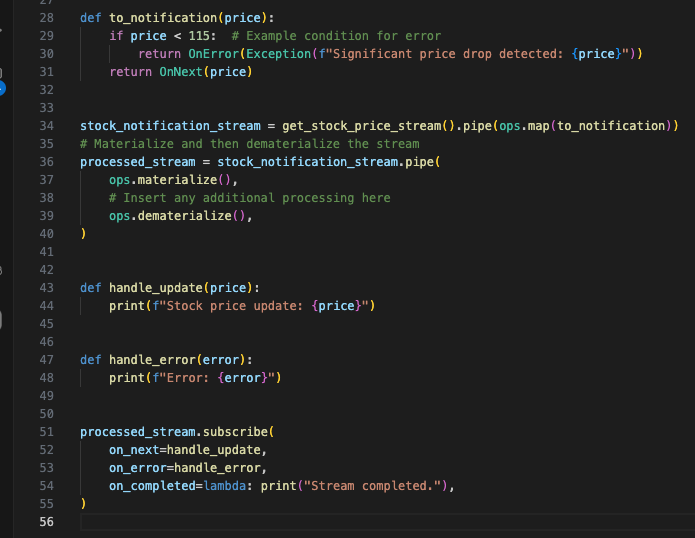 27
28 def to_notification(price):
29     if price < 115:  # Example condition for error
30         return OnError(Exception(f"Significant price drop detected: {price}"))
31     return OnNext(price)
32
33
34 stock_notification_stream = get_stock_price_stream().pipe(ops.map(to_notification))
35 # Materialize and then dematerialize the stream
36 processed_stream = stock_notification_stream.pipe(
37     ops.materialize(),
38     # Insert any additional processing here
39     ops.dematerialize(),
40 )
41
42
43 def handle_update(price):
44     print(f"Stock price update: {price}")
45
46
47 def handle_error(error):
48     print(f"Error: {error}")
49
50
51 processed_stream.subscribe(
52     on_next=handle_update,
53     on_error=handle_error,
54     on_completed=lambda: print("Stream completed."),
55 )
56